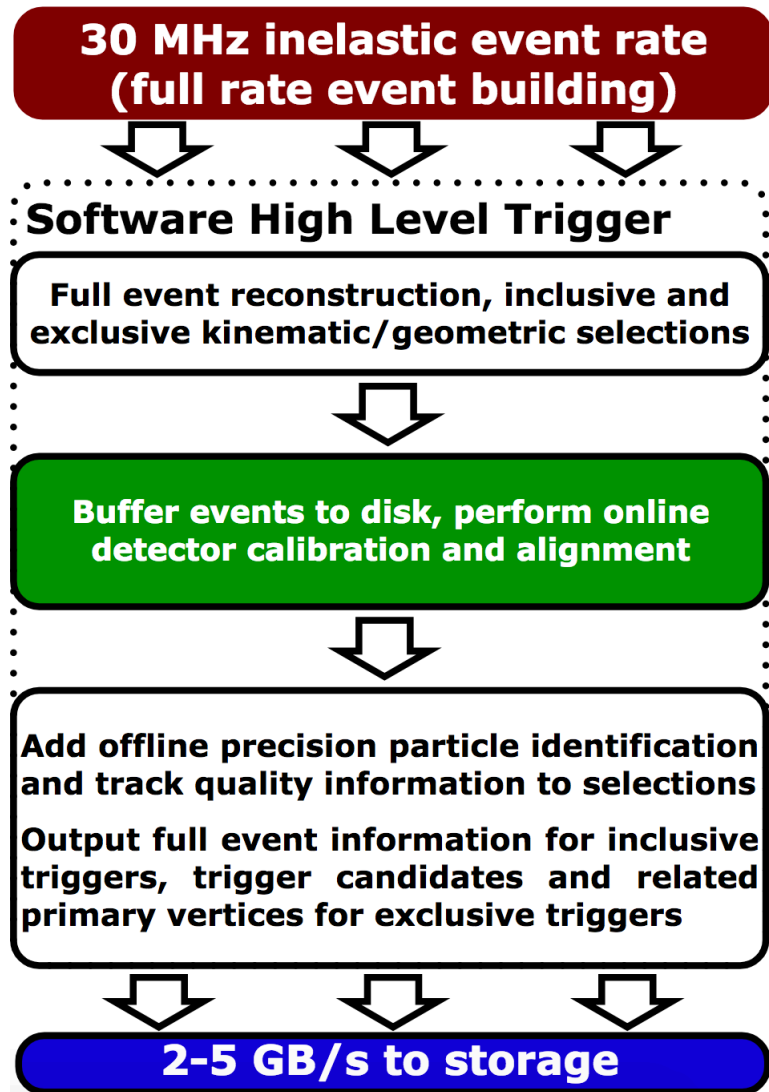 30 MHz inelastic event rate
(full rate event building)
Software High Level Trigger
Full event reconstruction, inclusive and
exclusive kinematic/geometric selections
Buffer events to disk, perform online
detector calibration and alignment
Add offline precision particle identification
and track quality information to selections
Output full event information for inclusive
triggers, trigger candidates and related
primary vertices for exclusive triggers
2-5 GB/s to storage